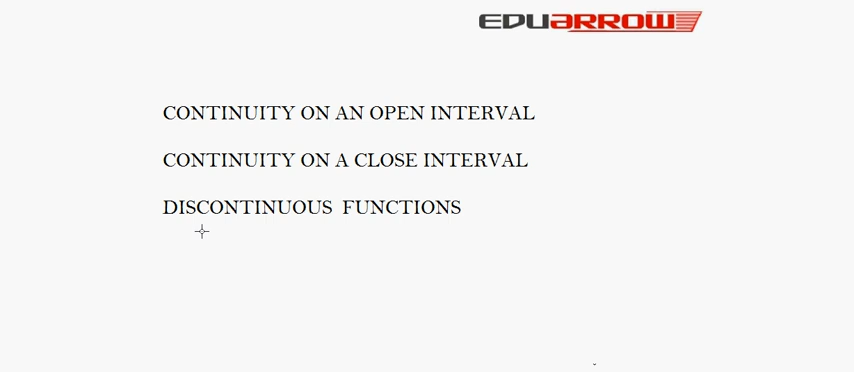 EDUARROW
CONTINUITY ON AN OPEN INTERVAL
CONTINUITY ON A CLOSE INTERVAL
DISCONTINUOUS FUNCTIONS